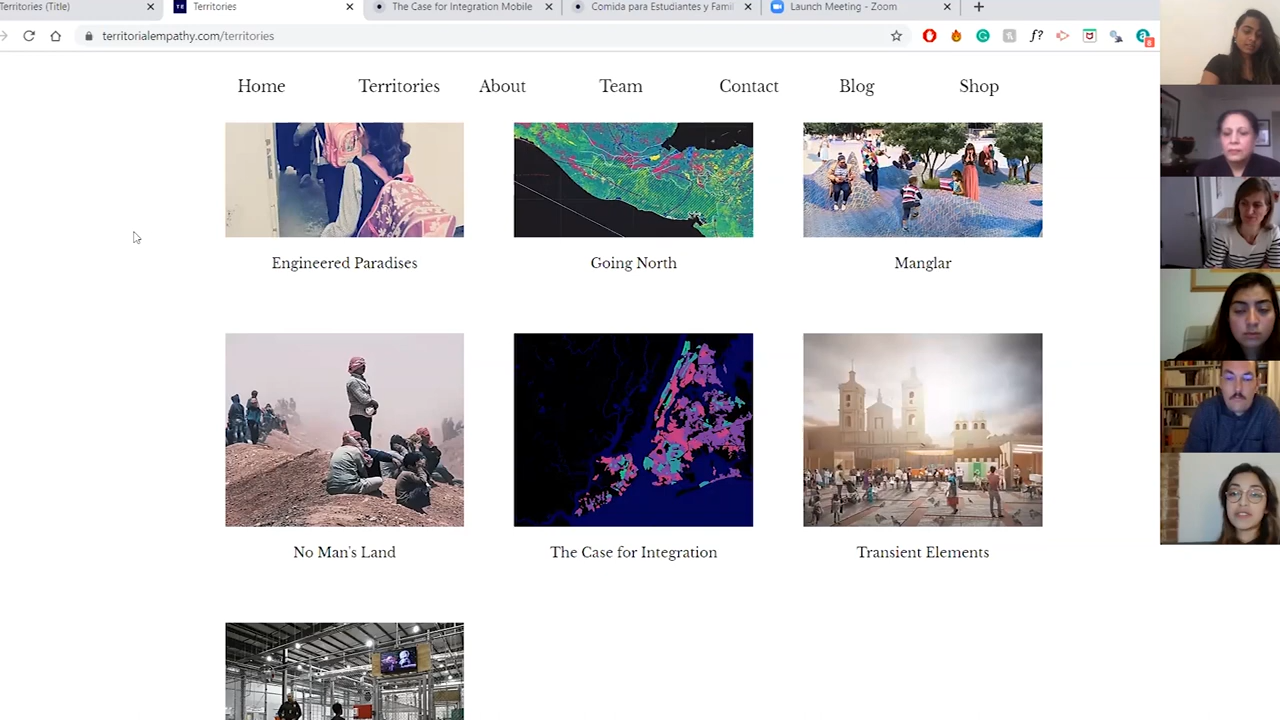 Territories (Title)
Territories
The Case for Integration Mobile
Comida para Estudiantes y Famil
Launch Meeting - Zoom
territorialempathy.com/territories
Home Territories About Team Contact Blog Shop
Engineered Paradises
Going North
Manglar
No Man's Land
The Case for Integration
Transient Elements